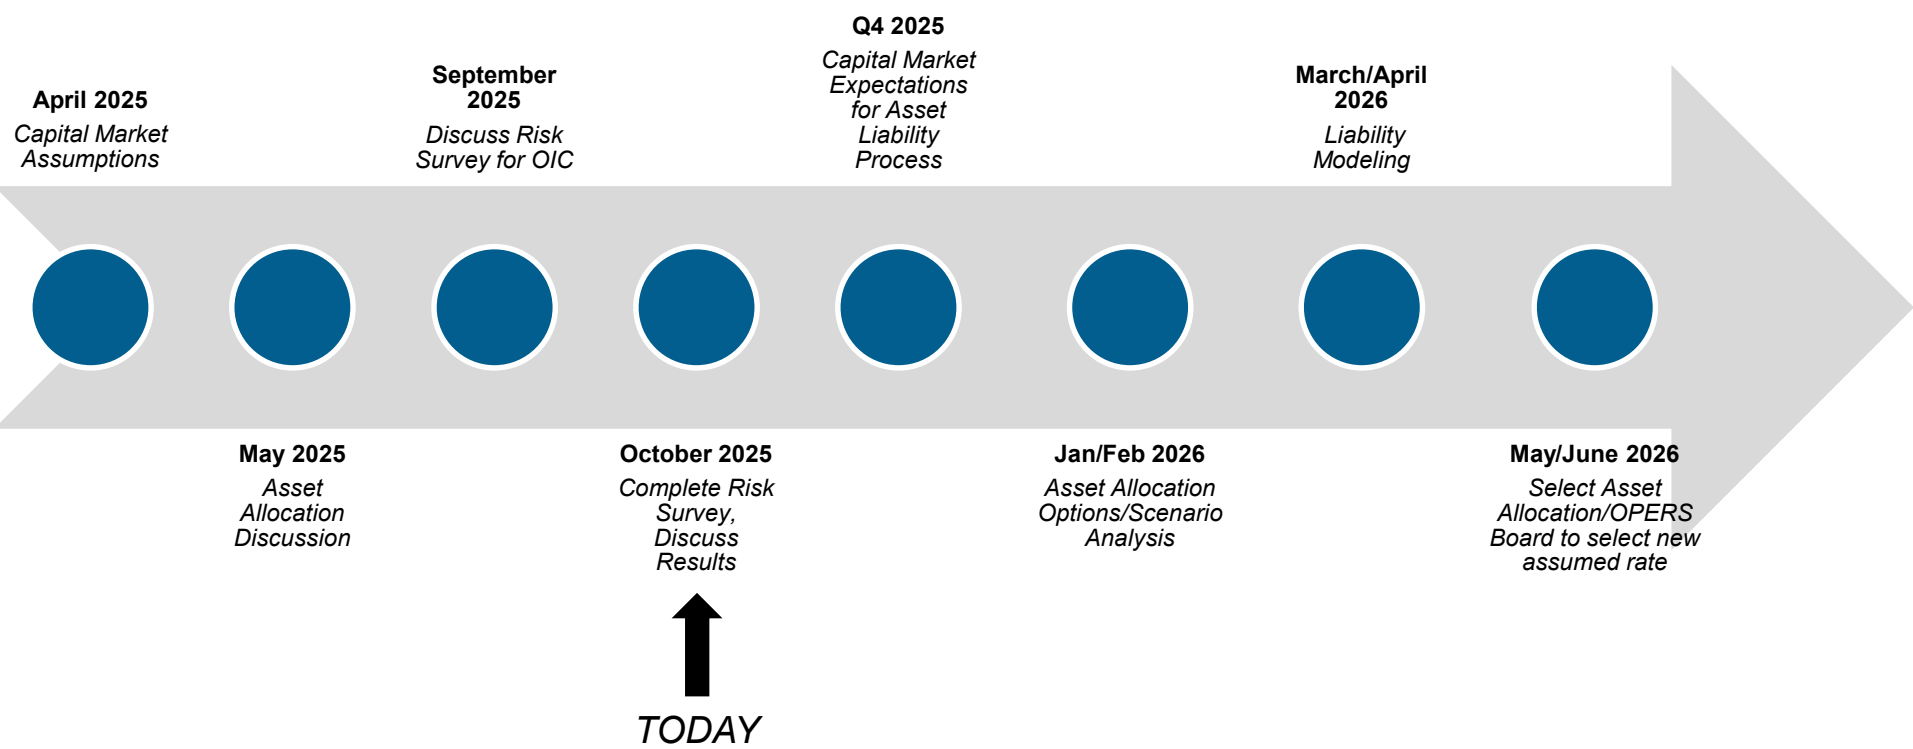 April 2025
Capital Market
Assumptions
May 2025
Asset
Allocation
Discussion
September
2025
Discuss Risk
Survey for OIC
October 2025
Complete Risk
Survey,
Discuss
Results
TODAY
Q4 2025
Capital Market
Expectations
for Asset
Liability
Process
Jan/Feb 2026
Asset Allocation
Options/Scenario
Analysis
March/April
2026
Liability
Modeling
May/June 2026
Select Asset
Allocation/OPERS
Board to select new
assumed rate